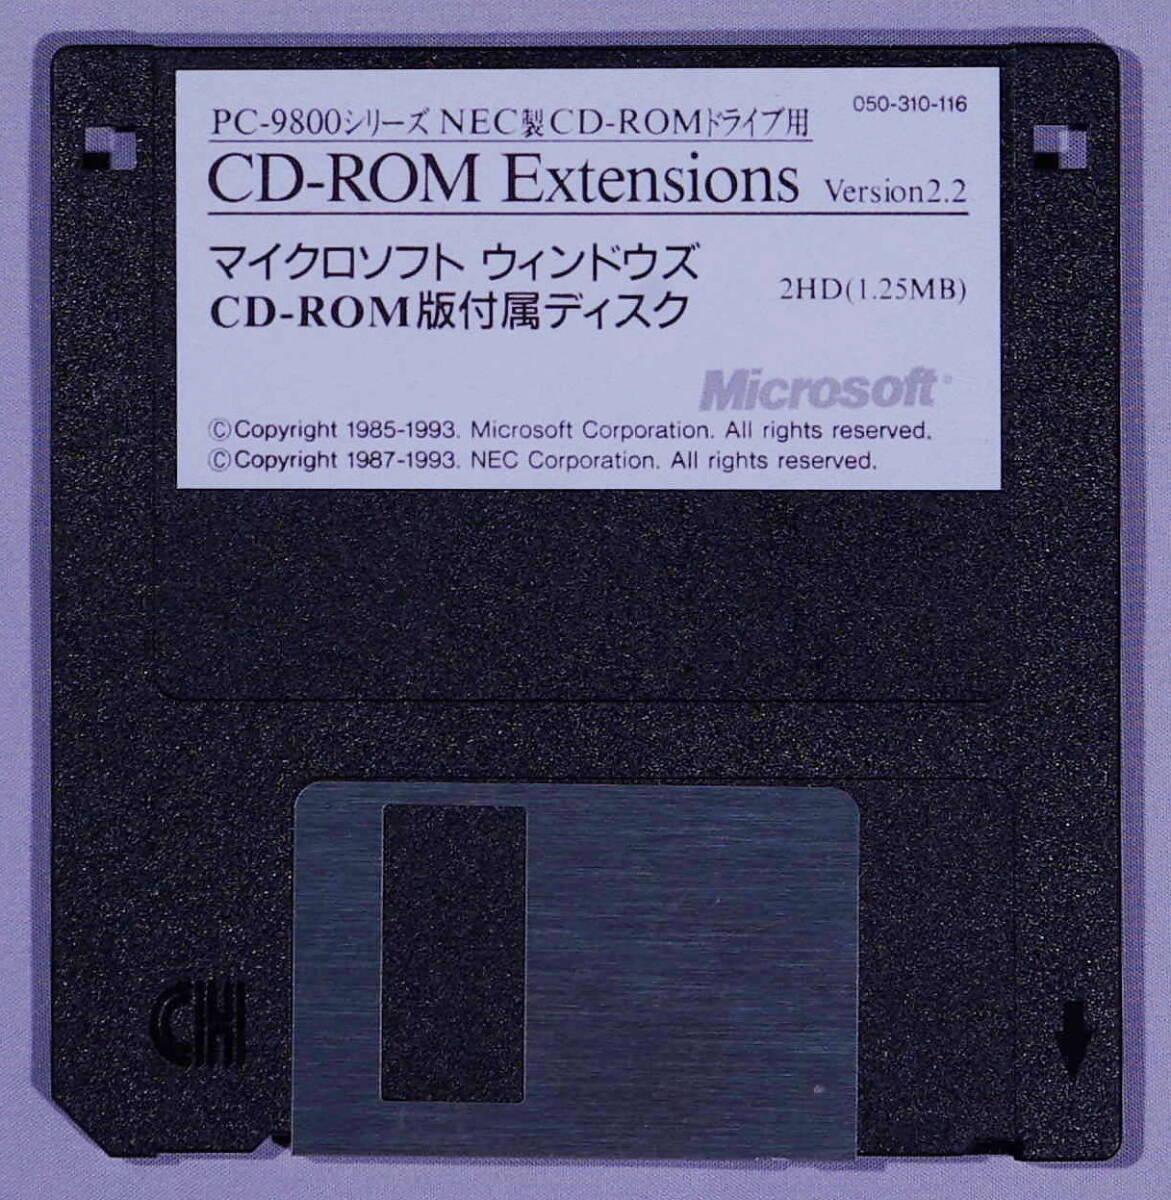 050-310-116
PC-9800シリーズ NEC製CD-ROMドライブ用
CD-ROM Extensions Version2.2
マイクロソフト ウィンドウズ
CD-ROM版付属ディスク
2HD(1.25MB)
Microsoft®
©Copyright 1985-1993. Microsoft Corporation. All rights reserved.
©Copyright 1987-1993. NEC Corporation. All rights reserved.